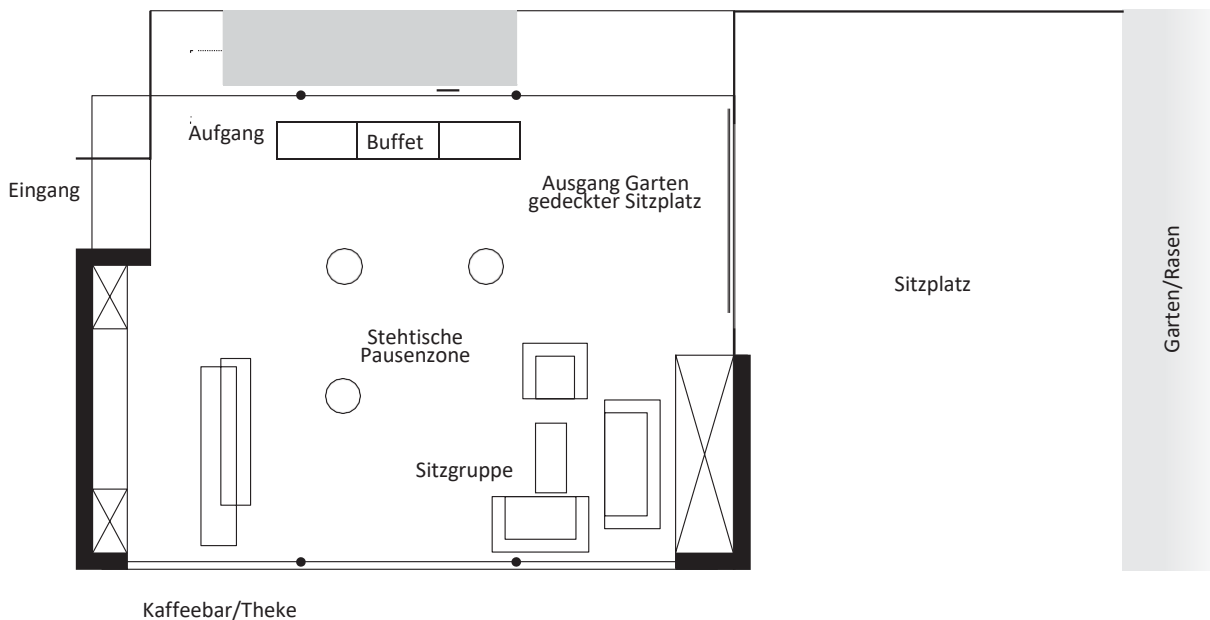 Aufgang
Buffet
Eingang
Ausgang Garten
gedeckter Sitzplatz
Sitzplatz
Garten/Rasen
Stehtische
Pausenzone
Sitzgruppe
Kaffeebar/Theke